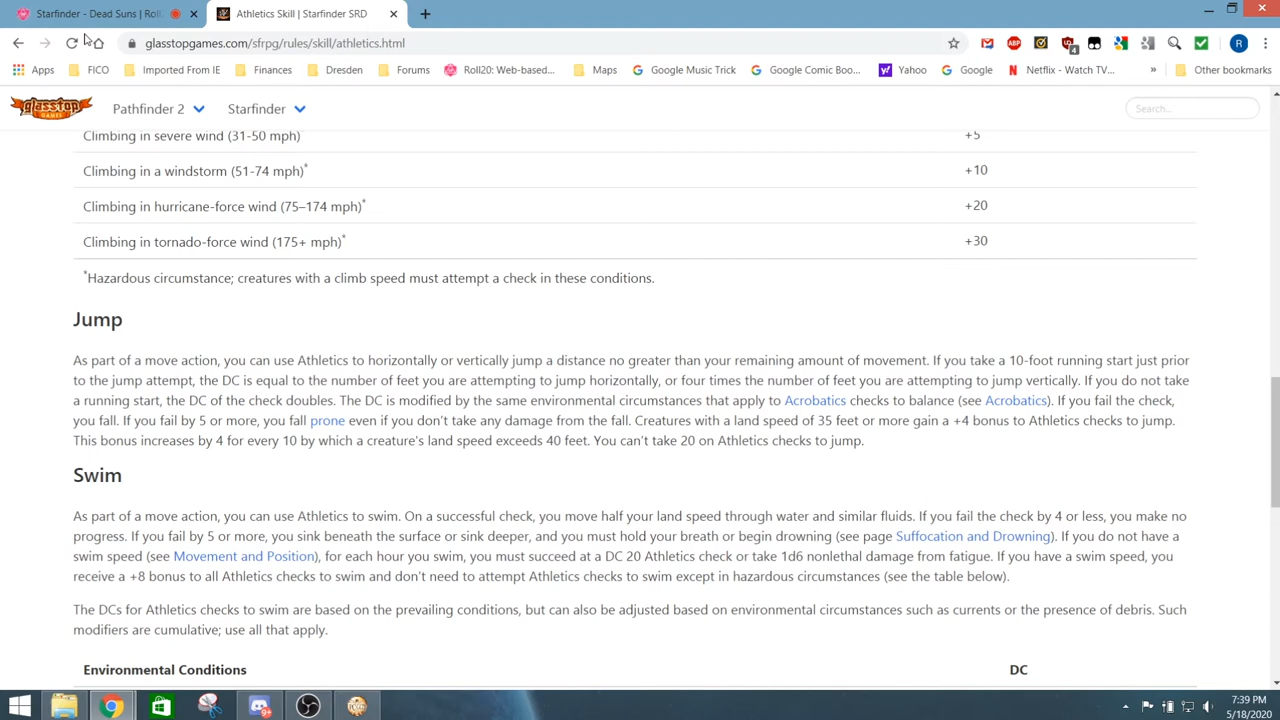 Starfinder - Dead Suns | Roll
Athletics Skill | Starfinder SRD
glasstopgames.com/sfrpg/rules/skill/athletics.html
4
R
Apps
FICO
Imported From IE
Finances
Dresden
Forums
Roll20: Web-based...
Maps
Google Music Trick
Google Comic Boo...
Yahoo
Google
Netflix - Watch TV...
»
Other bookmarks
glasstop
GAMES
Pathfinder 2
Starfinder
Search...
Climbing in severe wind (31-50 mph) +5
Climbing in a windstorm (51-74 mph)* +10
Climbing in hurricane-force wind (75–174 mph)* +20
Climbing in tornado-force wind (175+ mph)* +30
*Hazardous circumstance; creatures with a climb speed must attempt a check in these conditions.
Jump
As part of a move action, you can use Athletics to horizontally or vertically jump a distance no greater than your remaining amount of movement. If you take a 10-foot running start just prior
to the jump attempt, the DC is equal to the number of feet you are attempting to jump horizontally, or four times the number of feet you are attempting to jump vertically. If you do not take
a running start, the DC of the check doubles. The DC is modified by the same environmental circumstances that apply to Acrobatics checks to balance (see Acrobatics). If you fail the check,
you fall. If you fail by 5 or more, you fall prone even if you don't take any damage from the fall. Creatures with a land speed of 35 feet or more gain a +4 bonus to Athletics checks to jump.
This bonus increases by 4 for every 10 by which a creature's land speed exceeds 40 feet. You can't take 20 on Athletics checks to jump.
Swim
As part of a move action, you can use Athletics to swim. On a successful check, you move half your land speed through water and similar fluids. If you fail the check by 4 or less, you make no
progress. If you fail by 5 or more, you sink beneath the surface or sink deeper, and you must hold your breath or begin drowning (see page Suffocation and Drowning). If you do not have a
swim speed (see Movement and Position), for each hour you swim, you must succeed at a DC 20 Athletics check or take 1d6 nonlethal damage from fatigue. If you have a swim speed, you
receive a +8 bonus to all Athletics checks to swim and don't need to attempt Athletics checks to swim except in hazardous circumstances (see the table below).
The DCs for Athletics checks to swim are based on the prevailing conditions, but can also be adjusted based on environmental circumstances such as currents or the presence of debris. Such
modifiers are cumulative; use all that apply.
Environmental Conditions DC
7:39 PM
5/18/2020